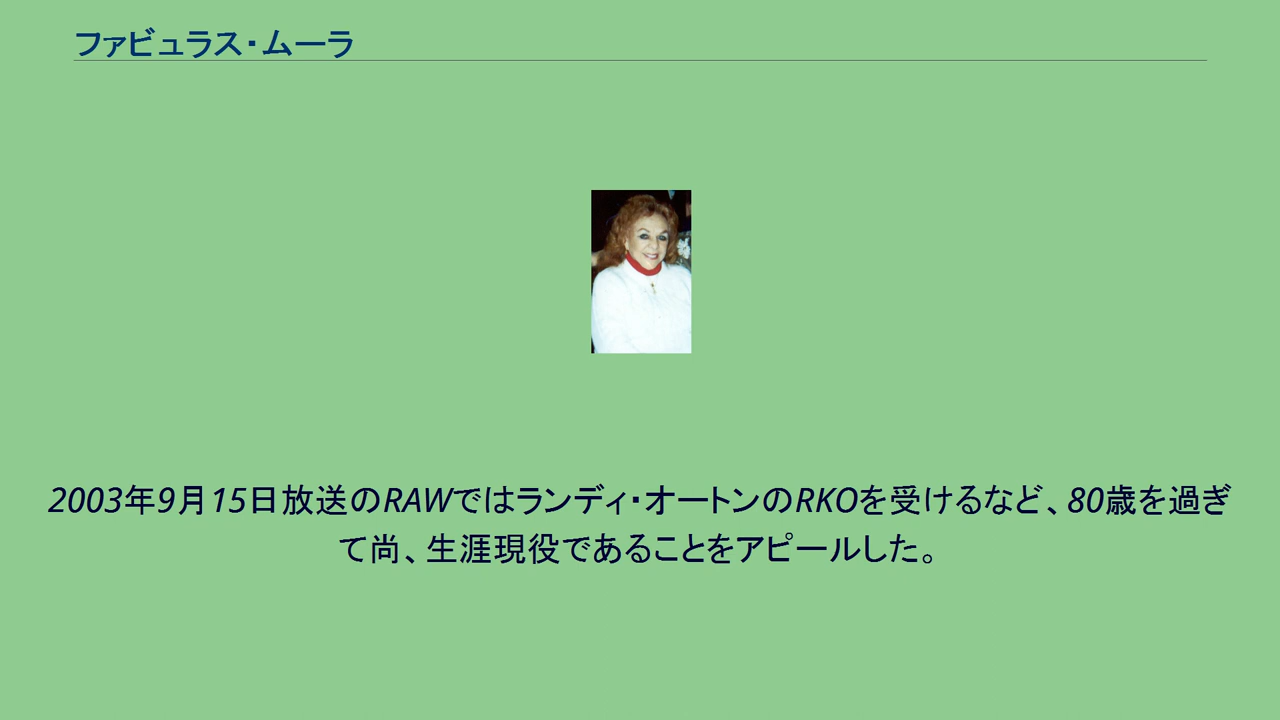 ファビュラス・ムーラ
2003年9月15日放送のRAWではランディ・オートンのRKOを受けるなど、80歳を過ぎ
て尚、生涯現役であることをアピールした。